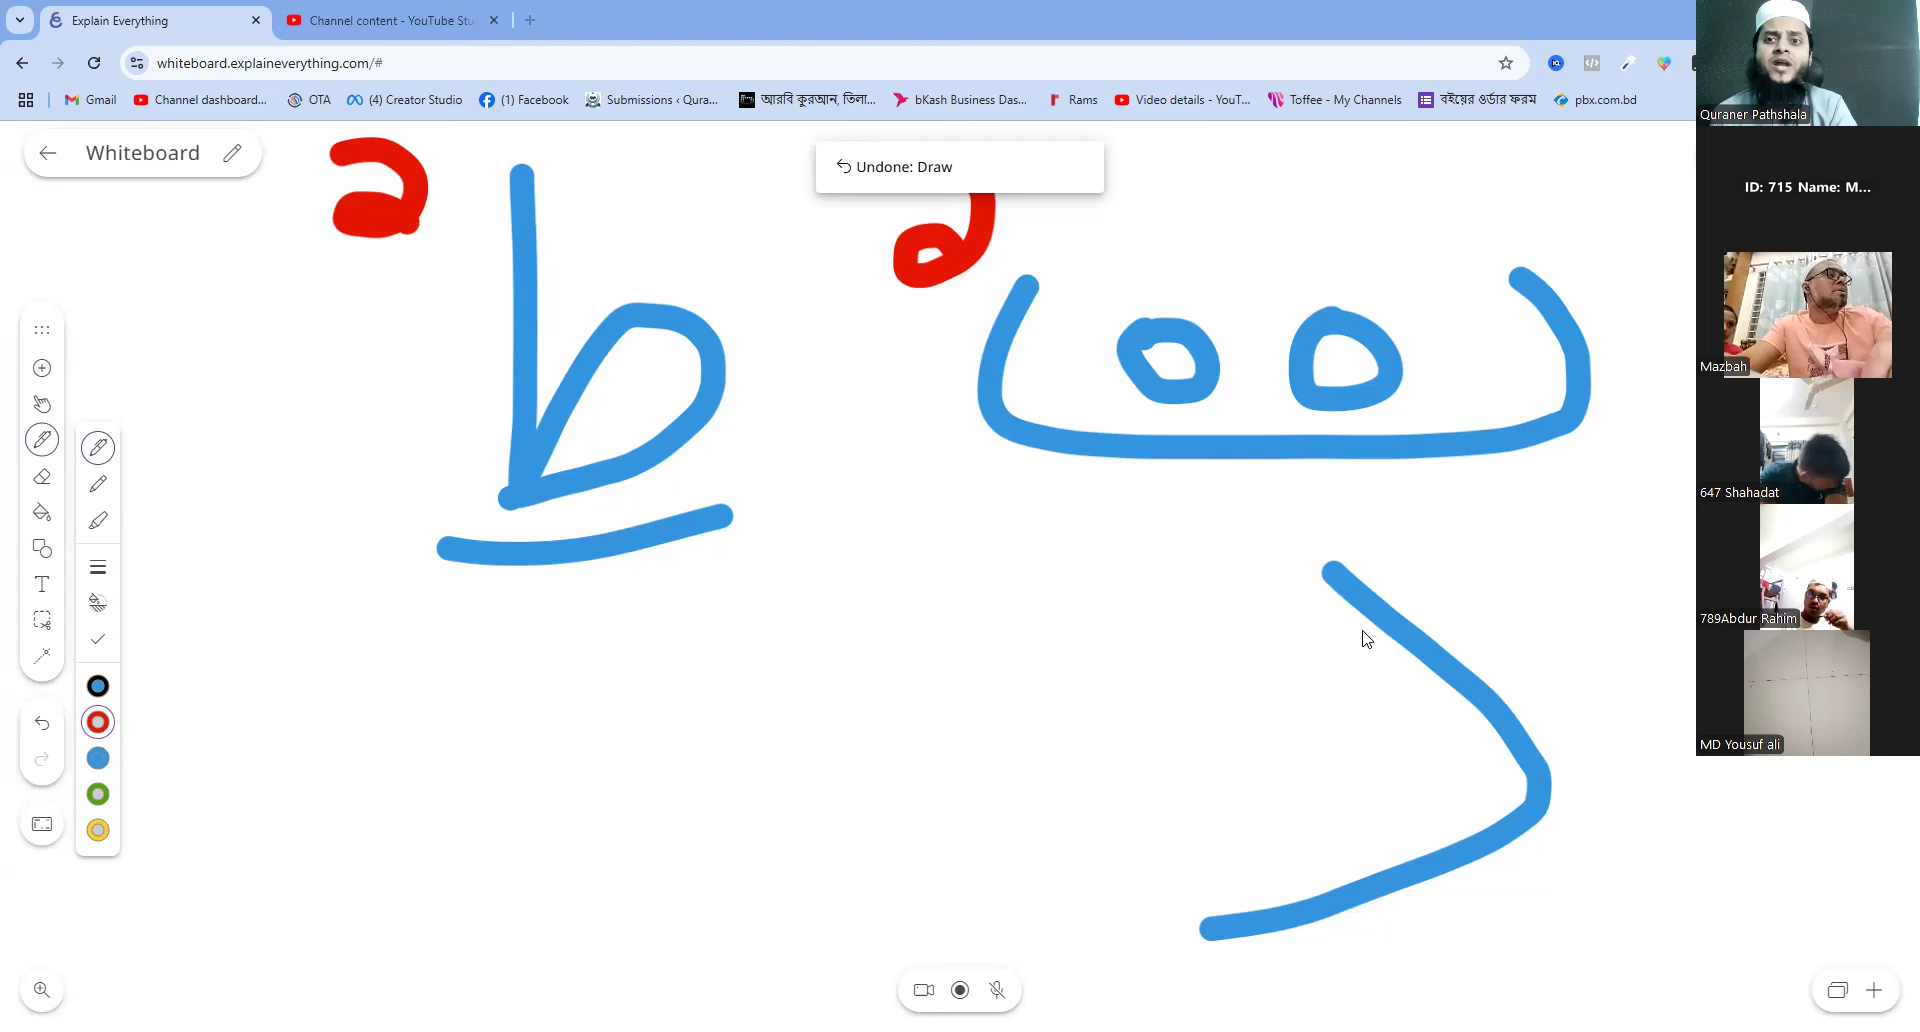 Explain Everything
Channel content - YouTube Stu
whiteboard.explaineverything.com/#
Gmail
Channel dashboard...
OTA
(4) Creator Studio
(1) Facebook
Submissions ‹ Qura...
আরবি কুরআন, তিলা...
bKash Business Das...
Rams
Video details - YouT...
Toffee - My Channels
বইয়ের গুর্ডার ফরম
pbx.com.bd
Whiteboard
Undone: Draw
Quraner Pathshala
ID: 715 Name: M...
Mazbah
647 Shahadat
789Abdur Rahim
MD Yousuf ali